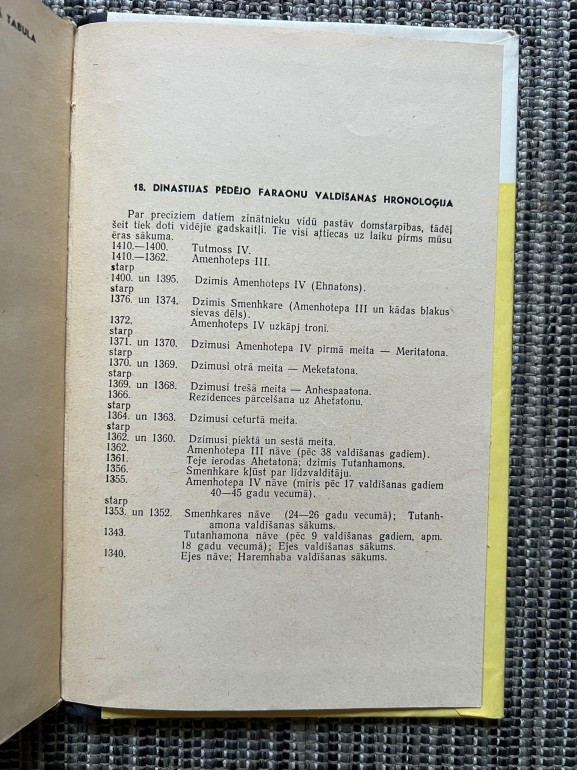 TABULA
18. DINASTIJAS PĒDĒJO FARAONU VALDĪŠANAS HRONOLOĢIJA
Par precīziem datiem zinātnieku vidū pastāv domstarpības, tādēļ
šeit tiek doti vidējie gadskaitļi. Tie visi attiecas uz laiku pirms mūsu
ēras sākuma.
1410.—1400. Tutmoss IV.
1410.—1362. Amenhoteps III.
starp
1400. un 1395. Dzimis Amenhoteps IV (Ehnatons).
starp
1376. un 1374. Dzimis Smenhkare (Amenhotepa III un kādas blakus
sievas dēls).
1372. Amenhoteps IV uzkāpj tronī.
starp
1371. un 1370. Dzimusi Amenhotepa IV pirmā meita — Meritatona.
starp
1370. un 1369. Dzimusi otrā meita — Meketatona.
starp
1369. un 1368. Dzimusi trešā meita — Anhespaatona.
1366. Rezidences pārcelšana uz Ahetatonu.
starp
1364. un 1363. Dzimusi ceturtā meita.
starp
1362. un 1360. Dzimusi piektā un sestā meita.
1362. Amenhotepa III nāve (pēc 38 valdīšanas gadiem).
1361. Teje ierodas Ahetatonā; dzimis Tutanhamons.
1356. Smenhkare kļūst par līdzvaldītāju.
1355. Amenhotepa IV nāve (miris pēc 17 valdīšanas gadiem
40—45 gadu vecumā).
starp
1353. un 1352. Smenhkares nāve (24—26 gadu vecumā); Tutanh-
amona valdīšanas sākums.
1343. Tutanhamona nāve (pēc 9 valdīšanas gadiem, apm.
18 gadu vecumā); Ejes valdīšanas sākums.
1340. Ejes nāve; Haremhaba valdīšanas sākums.